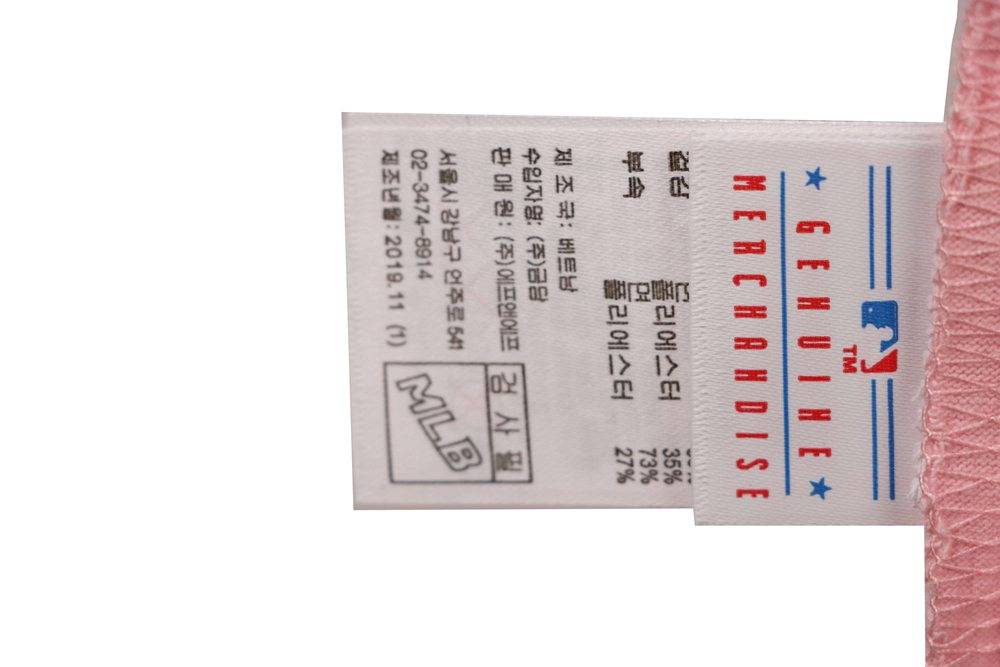 GENUINE
MERCHANDISE
TM
겉감
폴리에스터 35%
면 73%
부속 폴리에스터 27%
제 조 국: 베트남
수입자명: (주)금담
판 매 원: (주)에프앤에프
서울시 강남구 언주로 541
02-3474-8914
제조년월: 2019.11 (1)
검 사 필
MLB